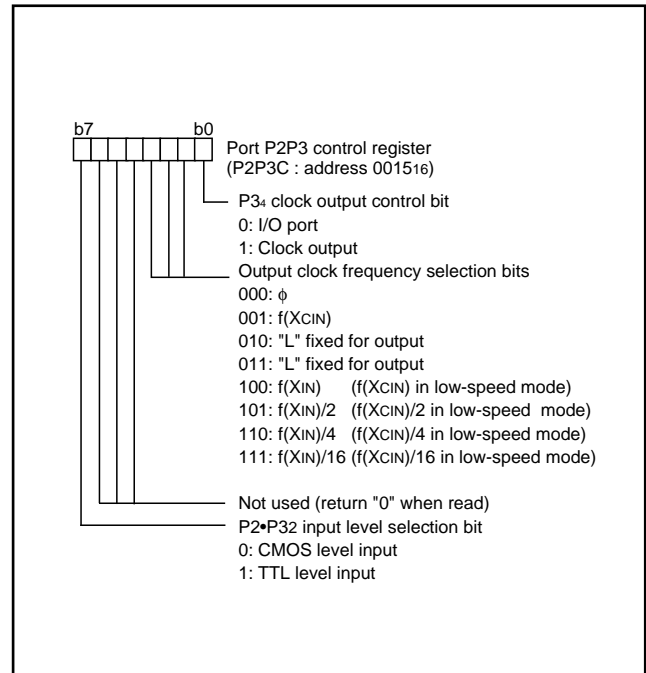 b7 b0
Port P2P3 control register
(P2P3C : address 001516)
P34 clock output control bit
0: I/O port
1: Clock output
Output clock frequency selection bits
000: ϕ
001: f(XCIN)
010: "L" fixed for output
011: "L" fixed for output
100: f(XIN) (f(XCIN) in low-speed mode)
101: f(XIN)/2 (f(XCIN)/2 in low-speed mode)
110: f(XIN)/4 (f(XCIN)/4 in low-speed mode)
111: f(XIN)/16 (f(XCIN)/16 in low-speed mode)
Not used (return "0" when read)
P2•P32 input level selection bit
0: CMOS level input
1: TTL level input